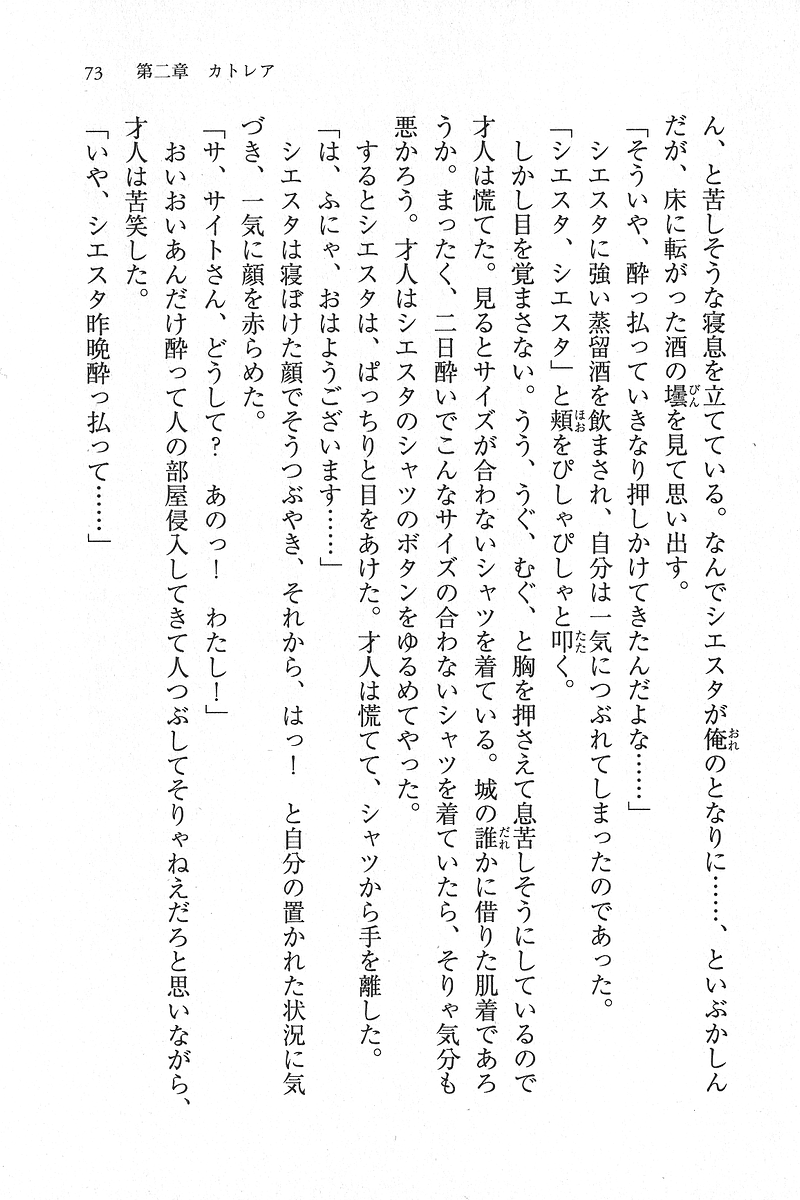 73　第二章　カトレア
ん、と苦しそうな寝息を立てている。なんでシエスタが俺のとなりに……、といぶかしん
だが、床に転がった酒の壜を見て思い出す。
「そういや、酔っ払っていきなり押しかけてきたんだよな……」
シエスタに強い蒸留酒を飲まされ、自分は一気につぶれてしまったのであった。
「シエスタ、シエスタ」と頬をぴしゃぴしゃと叩く。
しかし目を覚まさない。うう、うぐ、むぐ、と胸を押さえて息苦しそうにしているので
才人は慌てた。見るとサイズが合わないシャツを着ている。城の誰かに借りた肌着であろ
うか。まったく、二日酔いでこんなサイズの合わないシャツを着ていたら、そりゃ気分も
悪かろう。才人はシエスタのシャツのボタンをゆるめてやった。
するとシエスタは、ぱっちりと目をあけた。才人は慌てて、シャツから手を離した。
「は、ふにゃ、おはようございます……」
シエスタは寝ぼけた顔でそうつぶやき、それから、はっ！　と自分の置かれた状況に気
づき、一気に顔を赤らめた。
「サ、サイトさん、どうして？　あのっ！　わたし！」
おいおいあんだけ酔って人の部屋侵入してきて人つぶしてそりゃねえだろと思いながら、
才人は苦笑した。
「いや、シエスタ昨晩酔っ払って……」